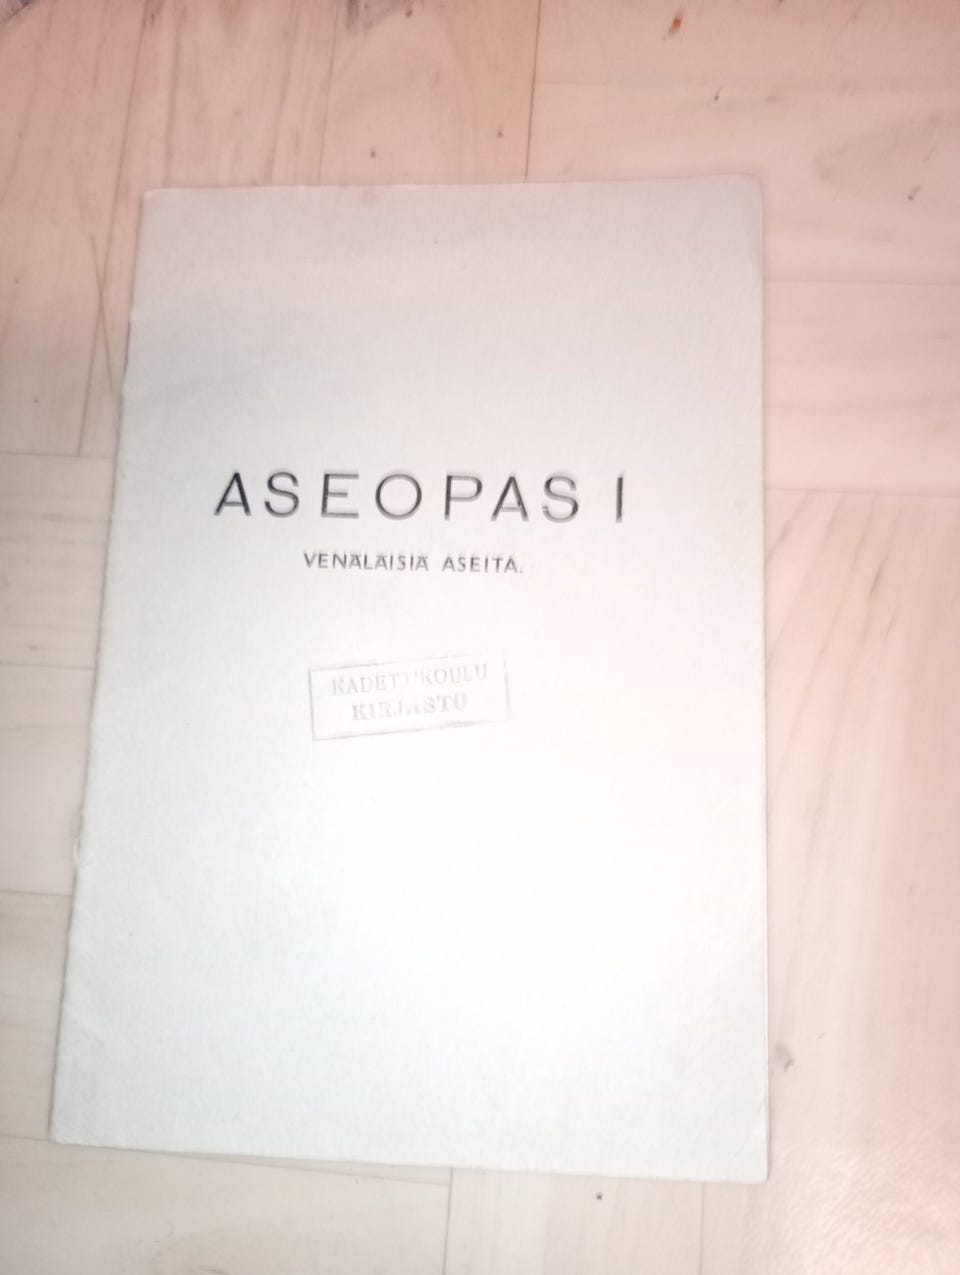 ASEOPAS I
VENÄLÄISIÄ ASEITA.
KADETTIKOULU
KIRJASTO